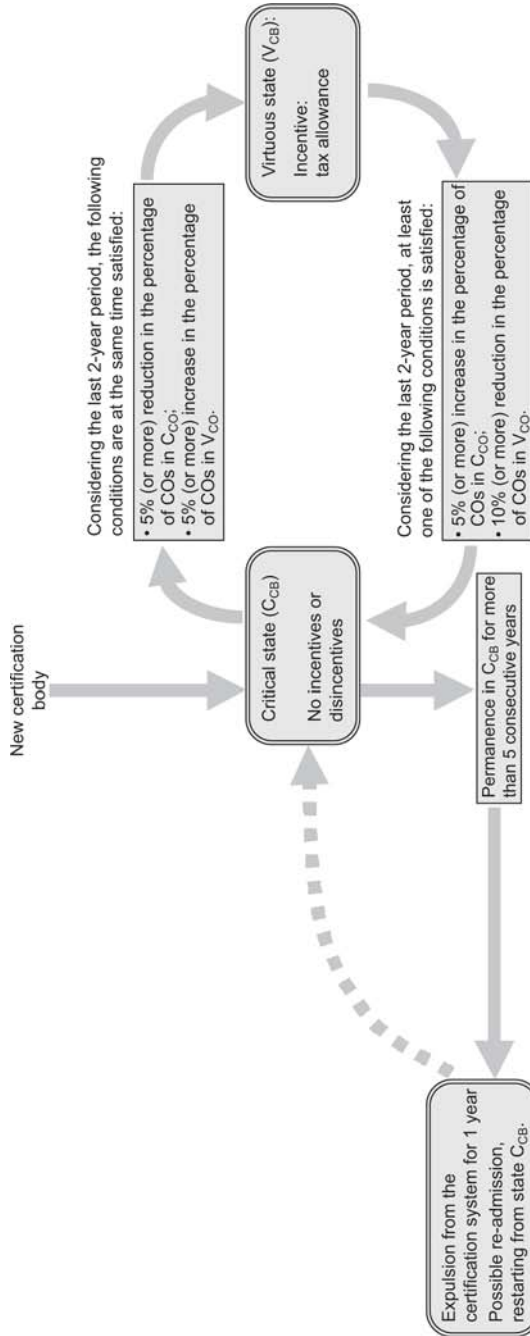 New certification
body
Considering the last 2-year period, the following
conditions are at the same time satisfied:
• 5% (or more) reduction in the percentage
of COs in C_CO;
• 5% (or more) increase in the percentage
of COs in V_CO.
Critical state (C_CB)
No incentives or
disincentives
Virtuous state (V_CB):
Incentive:
tax allowance
Considering the last 2-year period, at least
one of the following conditions is satisfied:
• 5% (or more) increase in the percentage of
COs in C_CO;
• 10% (or more) reduction in the percentage
of COs in V_CO.
Permanence in C_CB for more
than 5 consecutive years
Expulsion from the
certification system for 1 year
Possible re-admission,
restarting from state C_CB.